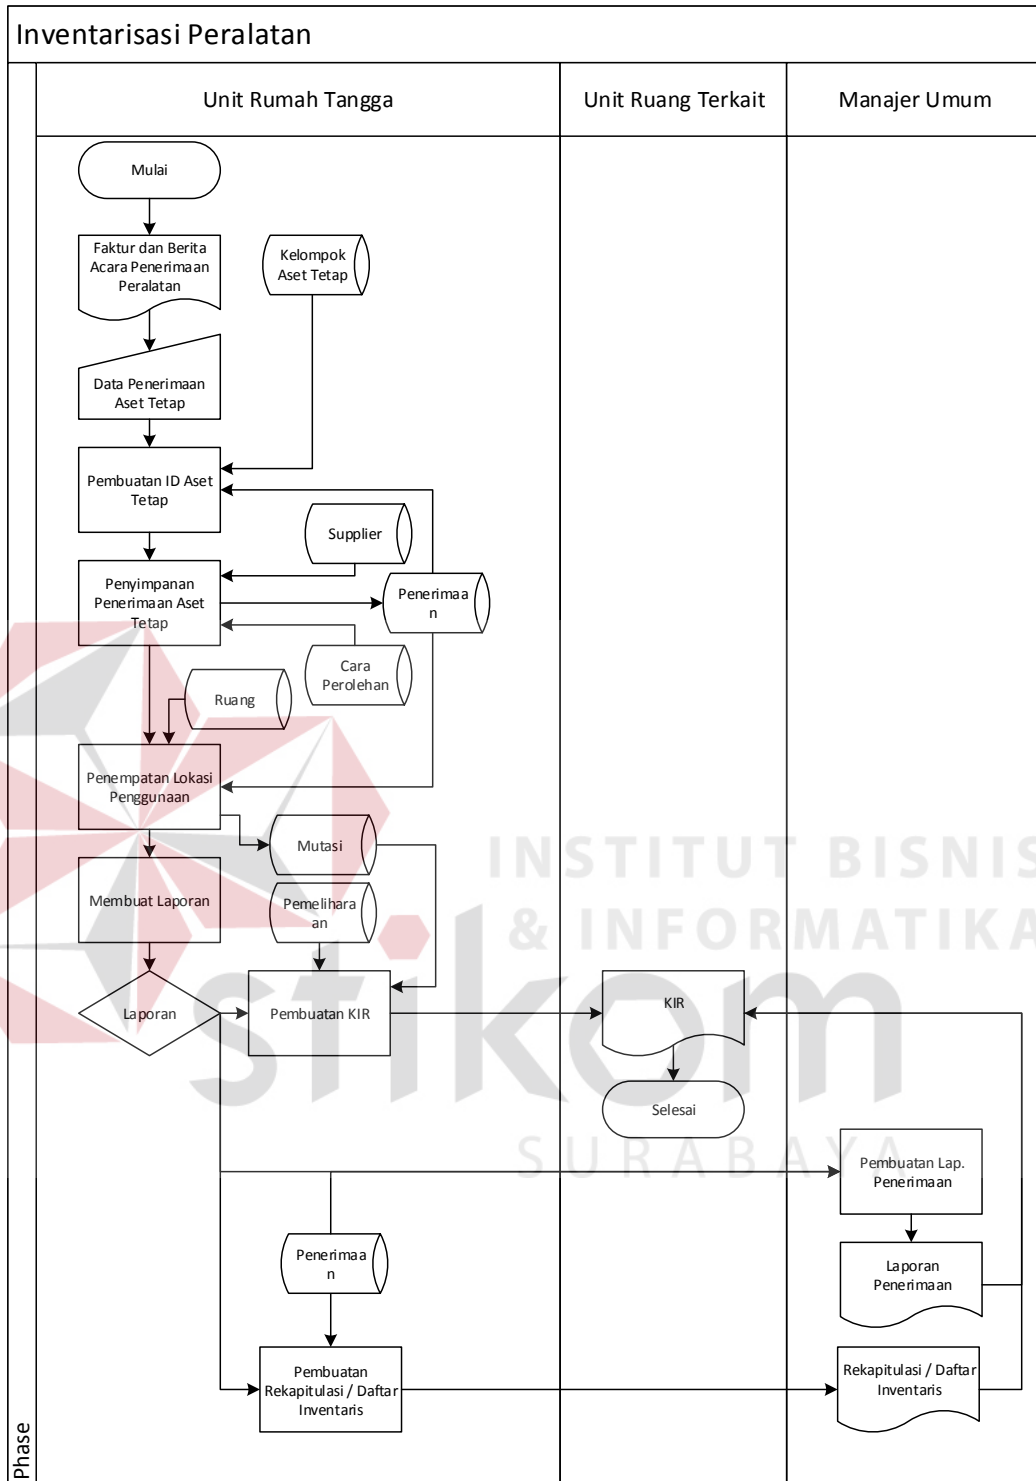 Inventarisasi Peralatan
Unit Rumah Tangga
Unit Ruang Terkait
Manajer Umum
Mulai
Faktur dan Berita
Acara Penerimaan
Peralatan
Kelompok
Aset Tetap
Data Penerimaan
Aset Tetap
Pembuatan ID Aset
Tetap
Supplier
Penyimpanan
Penerimaan Aset
Tetap
Penerimaa
n
Cara
Perolehan
Ruang
Penempatan Lokasi
Penggunaan
Mutasi
Membuat Laporan
Pemelihara
an
Laporan
Pembuatan KIR
KIR
Selesai
Pembuatan Lap.
Penerimaan
Penerimaa
n
Laporan
Penerimaan
Pembuatan
Rekapitulasi / Daftar
Inventaris
Rekapitulasi / Daftar
Inventaris
Phase
INSTITUT BISNIS
& INFORMATIKA
stikom
SURABAYA